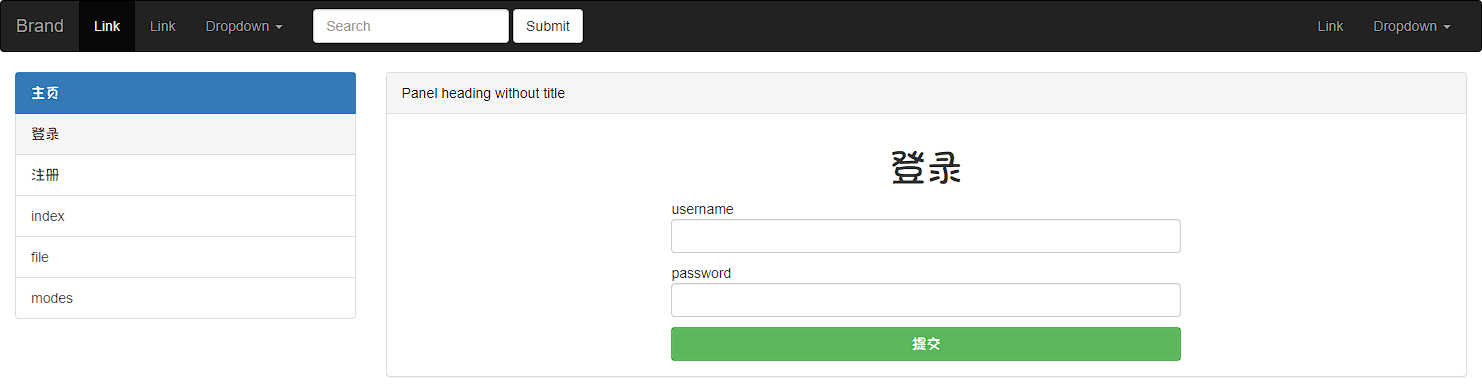 Brand Link Link Dropdown Search Submit Link Dropdown
主页
登录
注册
index
file
modes
Panel heading without title
登录
username
password
提交